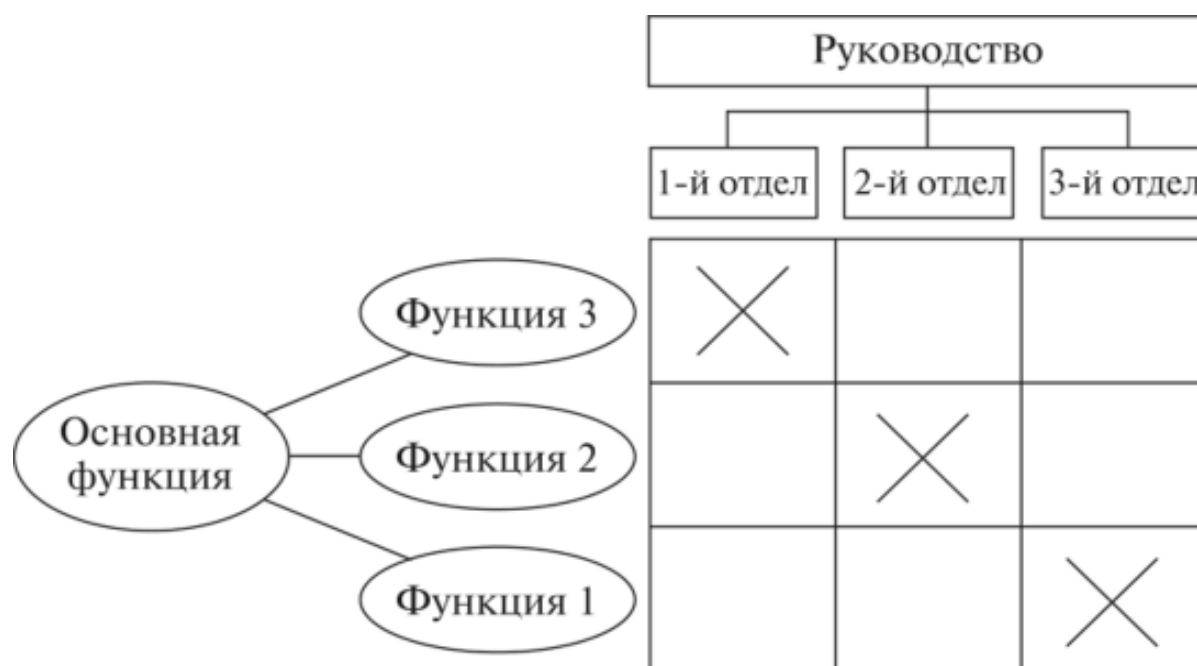 Руководство
1-й отдел
2-й отдел
3-й отдел
Функция 3
Основная
функция
Функция 2
Функция 1